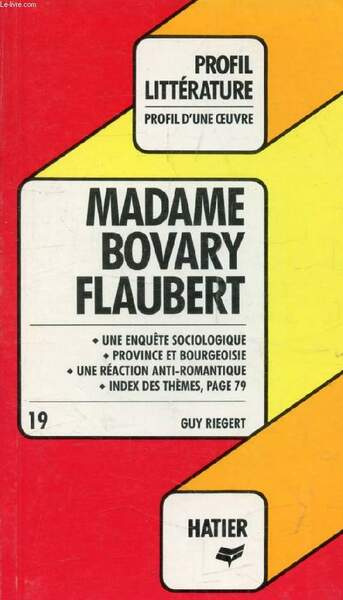 Le-livre.com
PROFIL
LITTÉRATURE
PROFIL D'UNE ŒUVRE
MADAME
BOVARY
FLAUBERT
◆ UNE ENQUÊTE SOCIOLOGIQUE
◆ PROVINCE ET BOURGEOISIE
◆ UNE RÉACTION ANTI-ROMANTIQUE
◆ INDEX DES THÈMES, PAGE 79
19
GUY RIEGERT
HATIER